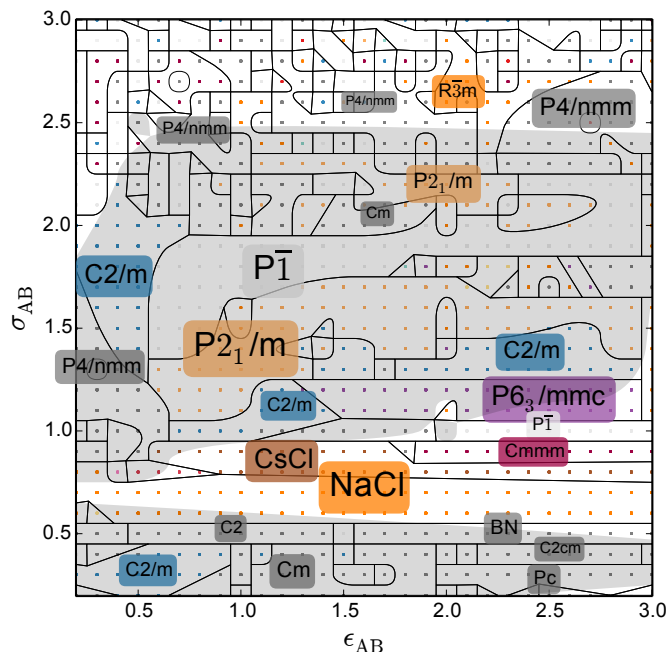 3.0
2.5
2.0
1.5
1.0
0.5
σ_AB
0.5 1.0 1.5 2.0 2.5 3.0
ϵ_AB
P4/nmm
P4/nmm
R3̅m
P4/nmm
P2₁/m
Cm
C2/m
P1̅
P2₁/m
C2/m
P4/nmm
C2/m
P6₃/mmc
P1̅
CsCl
Cmmm
NaCl
C2
BN
C2cm
C2/m
Cm
Pc